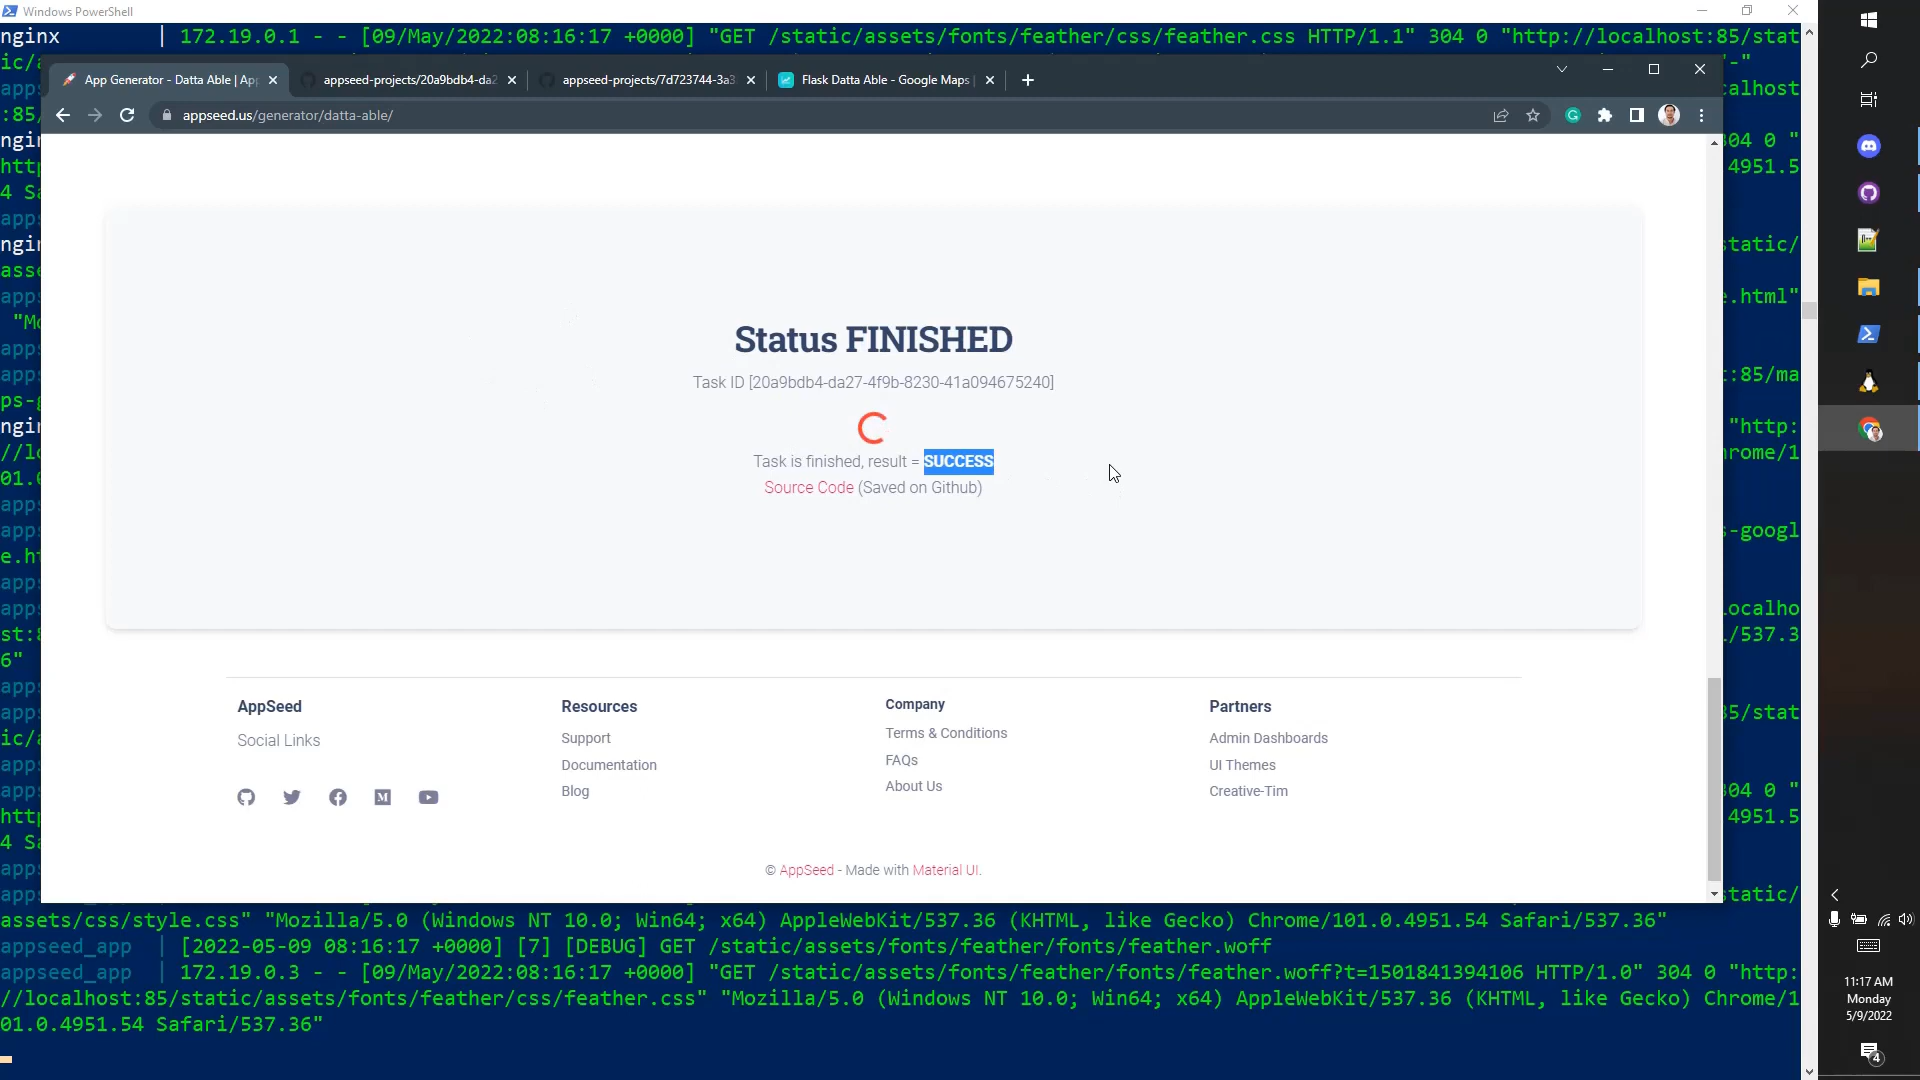 Windows PowerShell
nginx | 172.19.0.1 - - [09/May/2022:08:16:17 +0000] "GET /static/assets/fonts/feather/css/feather.css HTTP/1.1" 304 0 "http://localhost:85/stat
App Generator - Datta Able | Ap
appseed-projects/20a9bdb4-da2
appseed-projects/7d723744-3a3
Flask Datta Able - Google Maps |
appseed.us/generator/datta-able/
Status FINISHED
Task ID [20a9bdb4-da27-4f9b-8230-41a094675240]
Task is finished, result = SUCCESS
Source Code (Saved on Github)
AppSeed
Social Links
Resources
Support
Documentation
Blog
Company
Terms & Conditions
FAQs
About Us
Partners
Admin Dashboards
UI Themes
Creative-Tim
© AppSeed - Made with Material UI.
assets/css/style.css" "Mozilla/5.0 (Windows NT 10.0; Win64; x64) AppleWebKit/537.36 (KHTML, like Gecko) Chrome/101.0.4951.54 Safari/537.36"
appseed_app | [2022-05-09 08:16:17 +0000] [7] [DEBUG] GET /static/assets/fonts/feather/fonts/feather.woff
appseed_app | 172.19.0.3 - - [09/May/2022:08:16:17 +0000] "GET /static/assets/fonts/feather/fonts/feather.woff?t=1501841394106 HTTP/1.0" 304 0 "http:
//localhost:85/static/assets/fonts/feather/css/feather.css" "Mozilla/5.0 (Windows NT 10.0; Win64; x64) AppleWebKit/537.36 (KHTML, like Gecko) Chrome/1
01.0.4951.54 Safari/537.36"
11:17 AM
Monday
5/9/2022
4